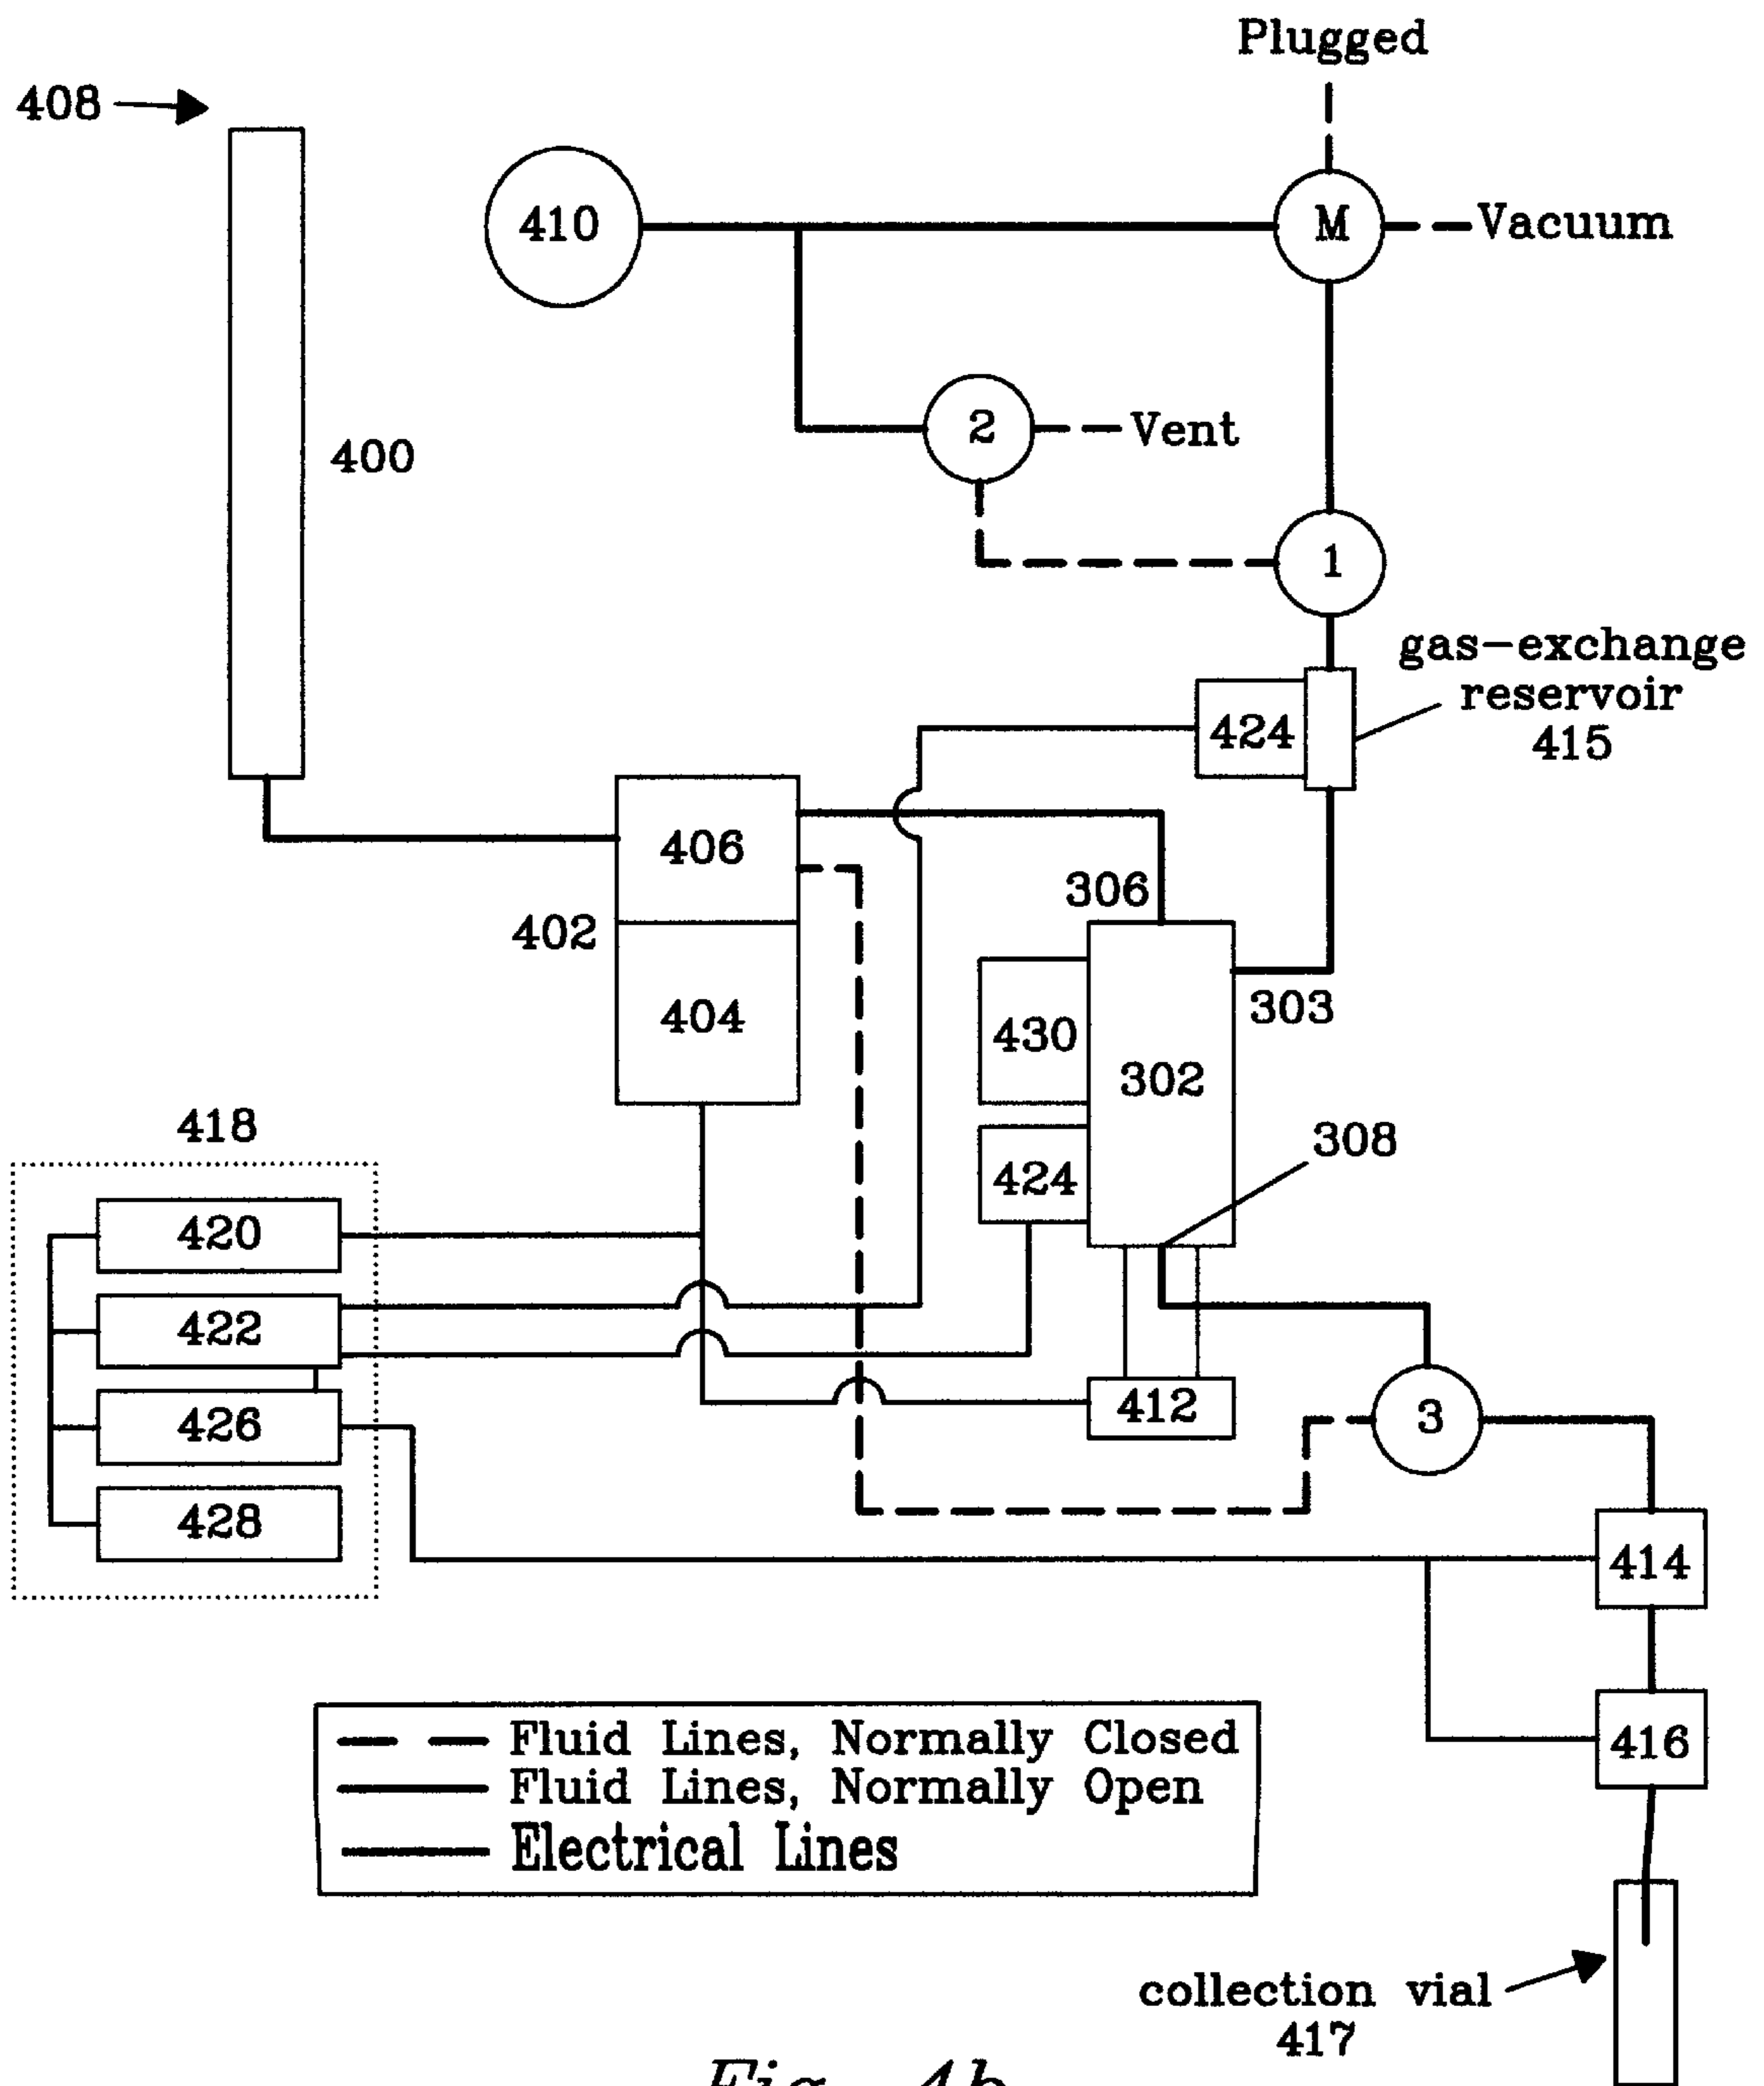 Plugged
408
410
M
Vacuum
400
2
Vent
1
gas-exchange
reservoir
415
424
406
306
402
404
303
430
302
418
308
424
420
422
412
3
426
428
414
Fluid Lines, Normally Closed
Fluid Lines, Normally Open
Electrical Lines
416
collection vial
417
Fig. 4b